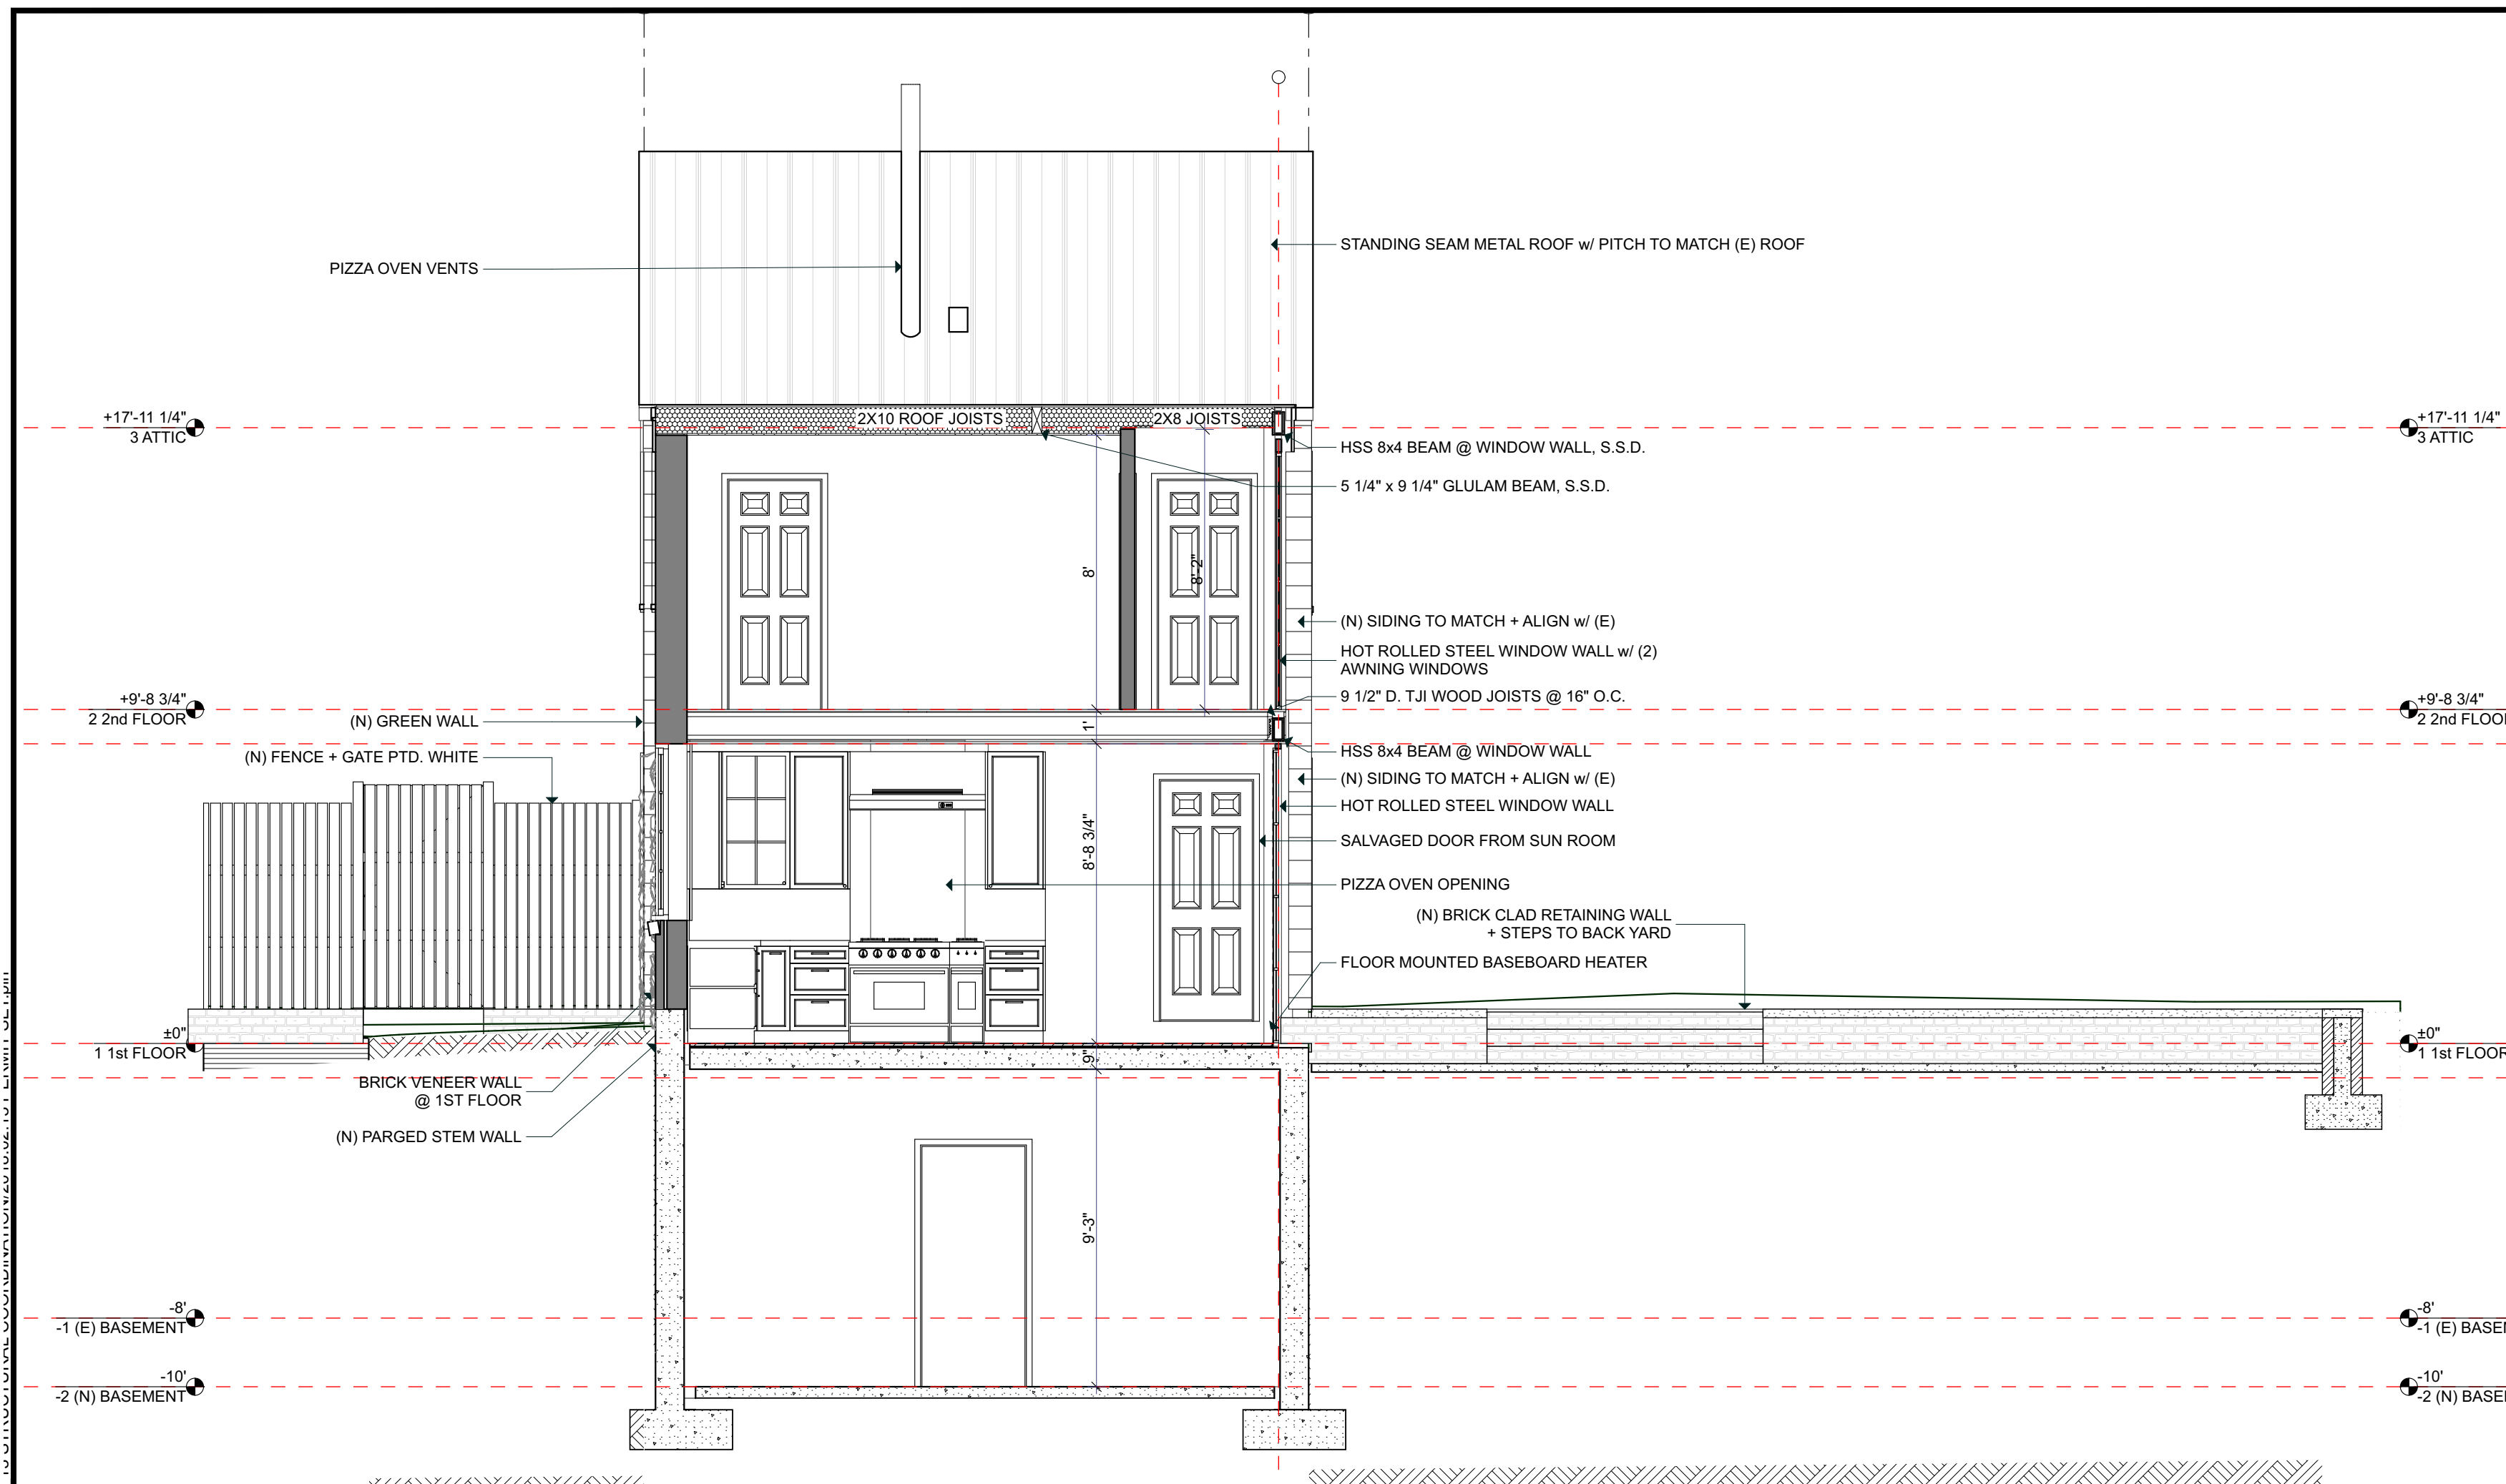 PIZZA OVEN VENTS
STANDING SEAM METAL ROOF w/ PITCH TO MATCH (E) ROOF
+17'-11 1/4"
3 ATTIC
2X10 ROOF JOISTS
2X8 JOISTS
+17'-11 1/4"
3 ATTIC
HSS 8x4 BEAM @ WINDOW WALL, S.S.D.
5 1/4" x 9 1/4" GLULAM BEAM, S.S.D.
8'
8'-2"
(N) SIDING TO MATCH + ALIGN w/ (E)
HOT ROLLED STEEL WINDOW WALL w/ (2)
AWNING WINDOWS
9 1/2" D. TJI WOOD JOISTS @ 16" O.C.
+9'-8 3/4"
2 2nd FLOOR
+9'-8 3/4"
2 2nd FLOOR
(N) GREEN WALL
1'
(N) FENCE + GATE PTD. WHITE
HSS 8x4 BEAM @ WINDOW WALL
(N) SIDING TO MATCH + ALIGN w/ (E)
HOT ROLLED STEEL WINDOW WALL
8'-8 3/4"
SALVAGED DOOR FROM SUN ROOM
PIZZA OVEN OPENING
(N) BRICK CLAD RETAINING WALL
+ STEPS TO BACK YARD
FLOOR MOUNTED BASEBOARD HEATER
±0"
1 1st FLOOR
±0"
1 1st FLOOR
9"
BRICK VENEER WALL
@ 1ST FLOOR
(N) PARGED STEM WALL
9'-3"
-8'
-1 (E) BASEMENT
-8'
-1 (E)
-10'
-2 (N) BASEMENT
-10'
-2 (N)